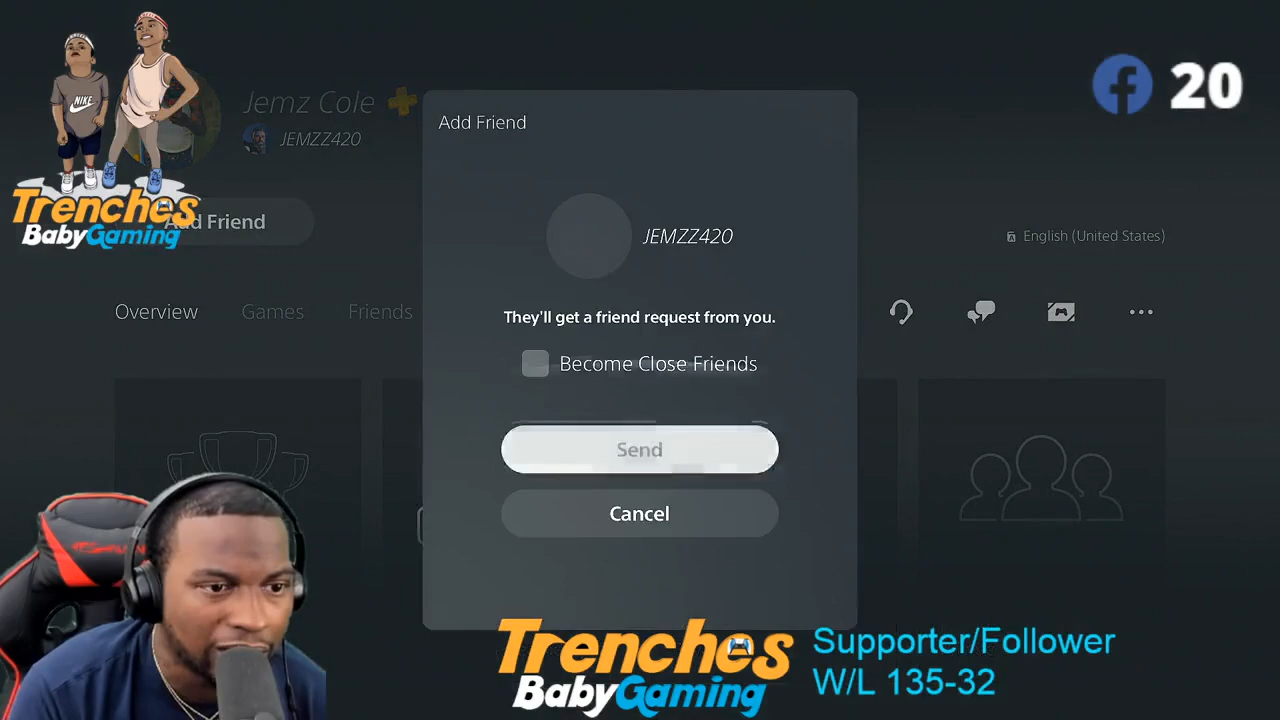 NIKE
Trenches
BabyGaming
Jemz Cole
JEMZZ420
Add Friend
Overview
Games
Friends
Add Friend
JEMZZ420
They'll get a friend request from you.
Become Close Friends
Send
Cancel
20
English (United States)
Trenches
BabyGaming
Supporter/Follower
W/L 135-32